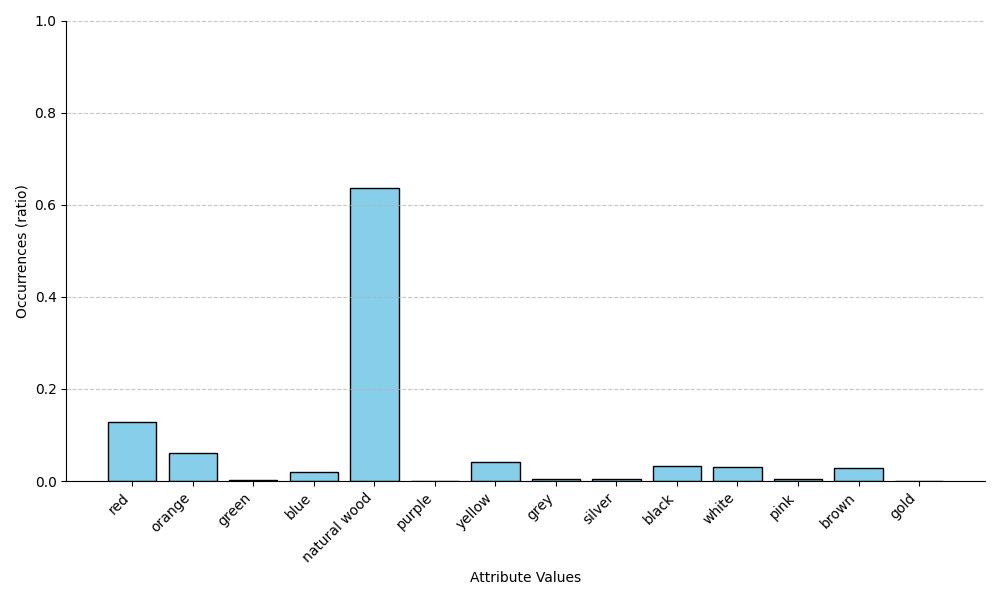 1.0
0.8
0.6
0.4
0.2
0.0
Occurrences (ratio)
red
orange
green
blue
natural wood
purple
yellow
grey
silver
black
white
pink
brown
gold
Attribute Values